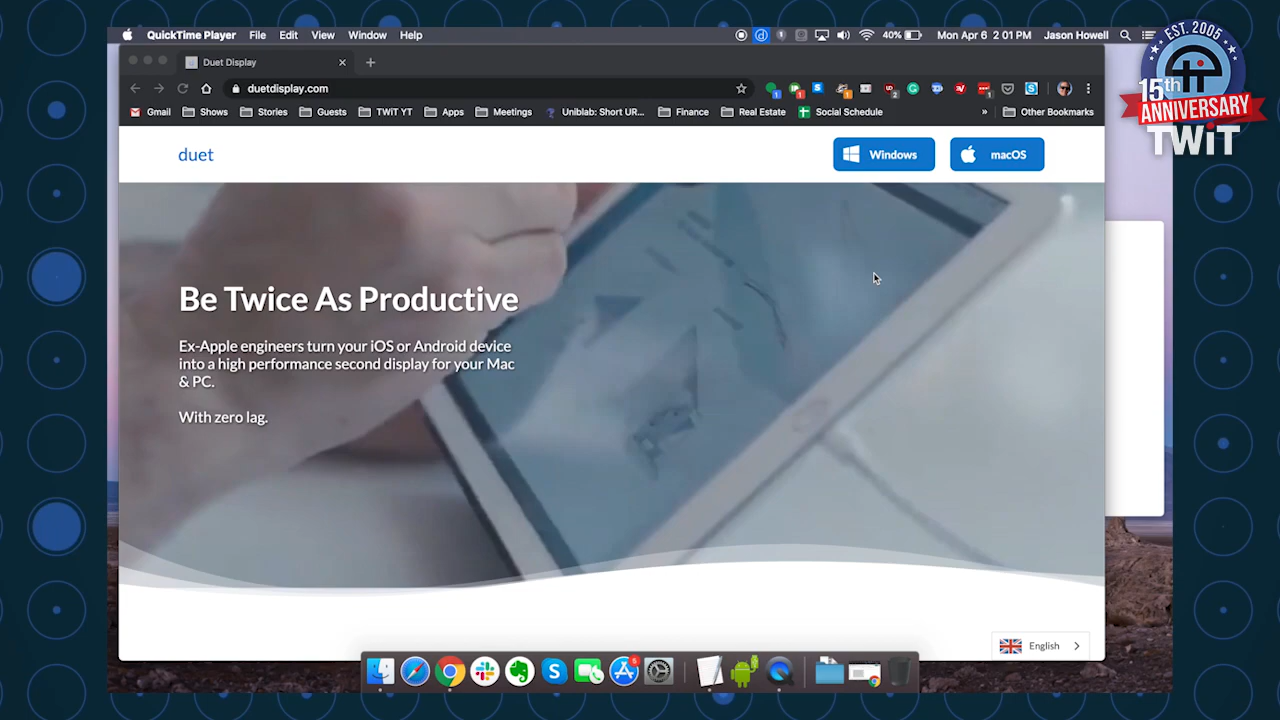 QuickTime Player File Edit View Window Help
40% Mon Apr 6 2:01 PM Jason Howell
EST. 2005
15th
ANNIVERSARY
TWiT
Duet Display
duetdisplay.com
Gmail Shows Stories Guests TWiT YT Apps Meetings Uniblab: Short UR... Finance Real Estate Social Schedule » Other Bookmarks
duet
Windows
macOS
Be Twice As Productive
Ex-Apple engineers turn your iOS or Android device
into a high performance second display for your Mac
& PC.
With zero lag.
English